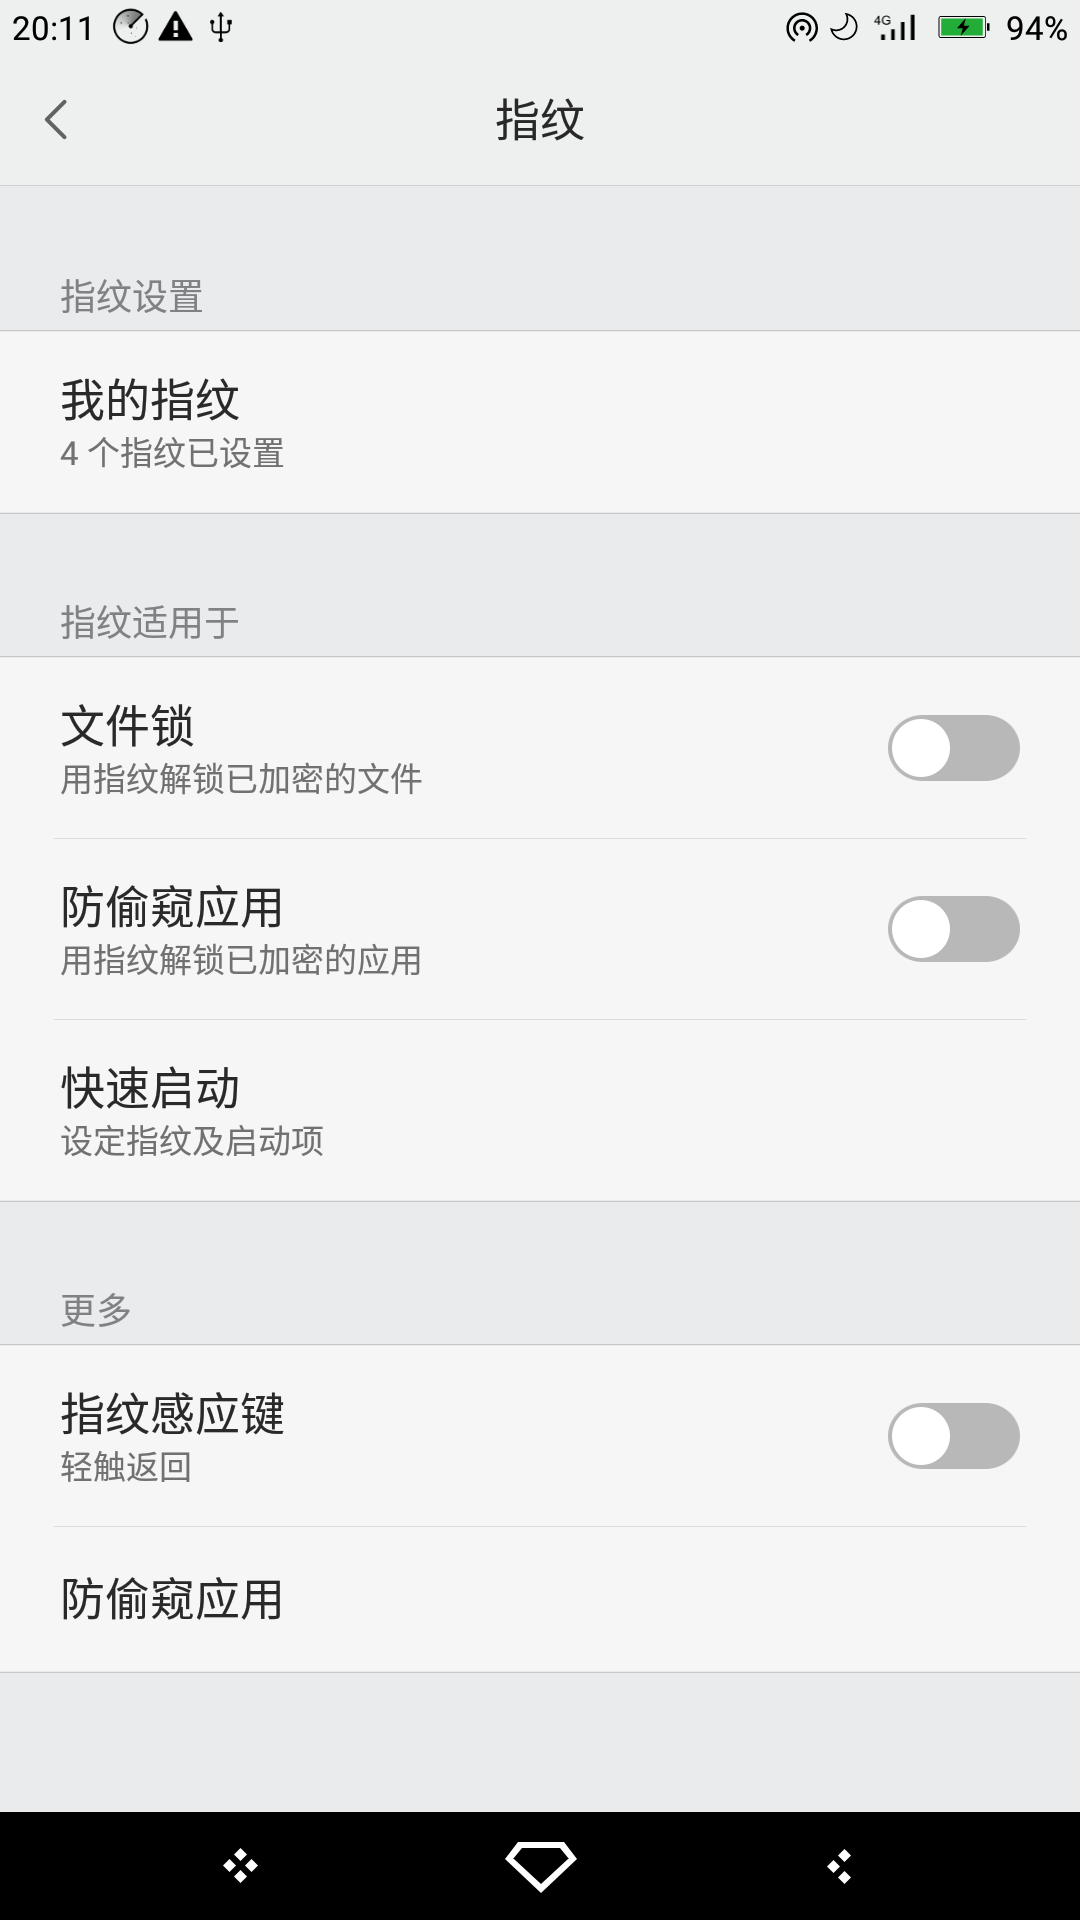 20:11
4G
94%
指纹
指纹设置
我的指纹
4 个指纹已设置
指纹适用于
文件锁
用指纹解锁已加密的文件
防偷窥应用
用指纹解锁已加密的应用
快速启动
设定指纹及启动项
更多
指纹感应键
轻触返回
防偷窥应用